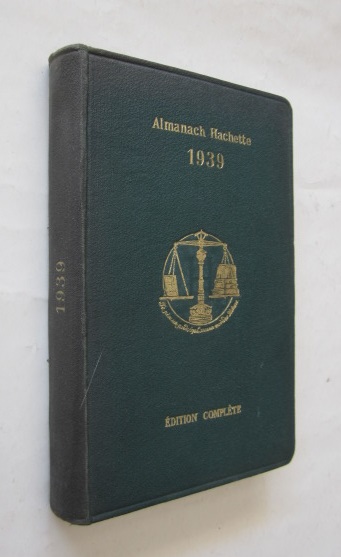 Almanach Hachette
1939
ÉDITION COMPLÈTE
1939